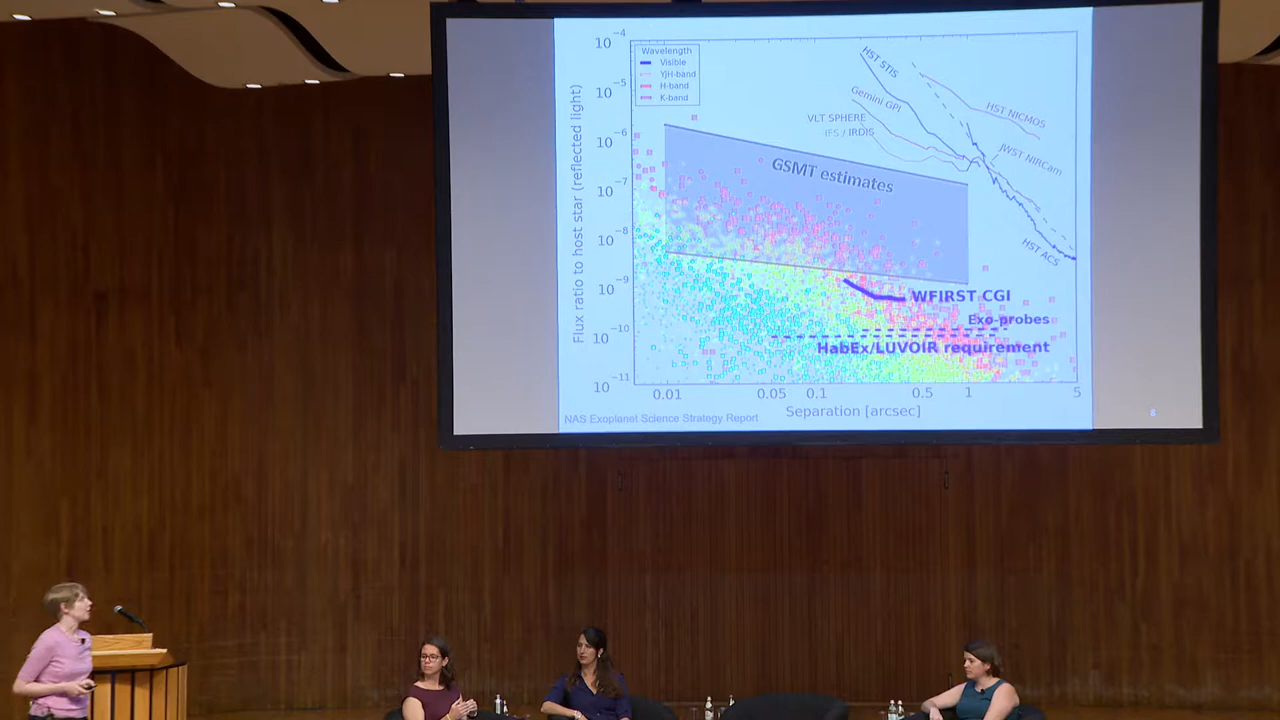 Wavelength
Visible
YJH-band
H-band
K-band
10^-4
10^-5
10^-6
10^-7
10^-8
10^-9
10^-10
10^-11
Flux ratio to host star (reflected light)
HST STIS
Gemini GPI
VLT SPHERE
IFS / IRDIS
HST NICMOS
JWST NIRCam
HST ACS
GSMT estimates
WFIRST CGI
Exo-probes
HabEx/LUVOIR requirement
0.01
0.05
0.1
0.5
1
5
Separation [arcsec]
NAS Exoplanet Science Strategy Report
8